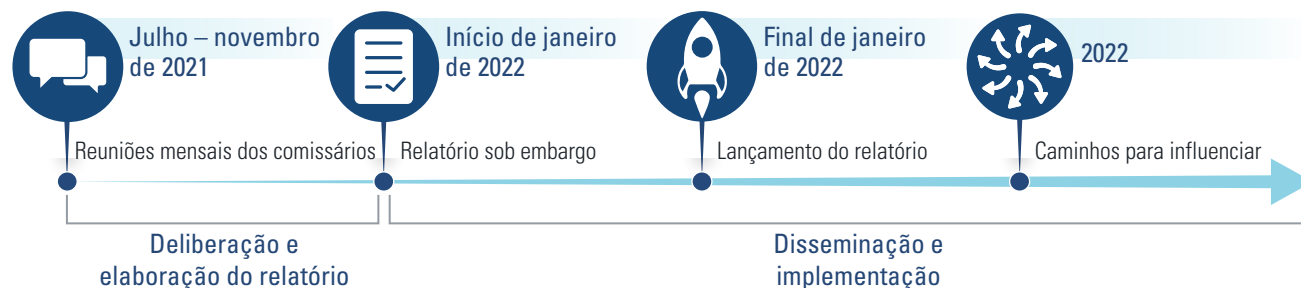 Julho – novembro
de 2021
Reuniões mensais dos comissários
Início de janeiro
de 2022
Relatório sob embargo
Final de janeiro
de 2022
Lançamento do relatório
2022
Caminhos para influenciar
Deliberação e
elaboração do relatório
Disseminação e
implementação